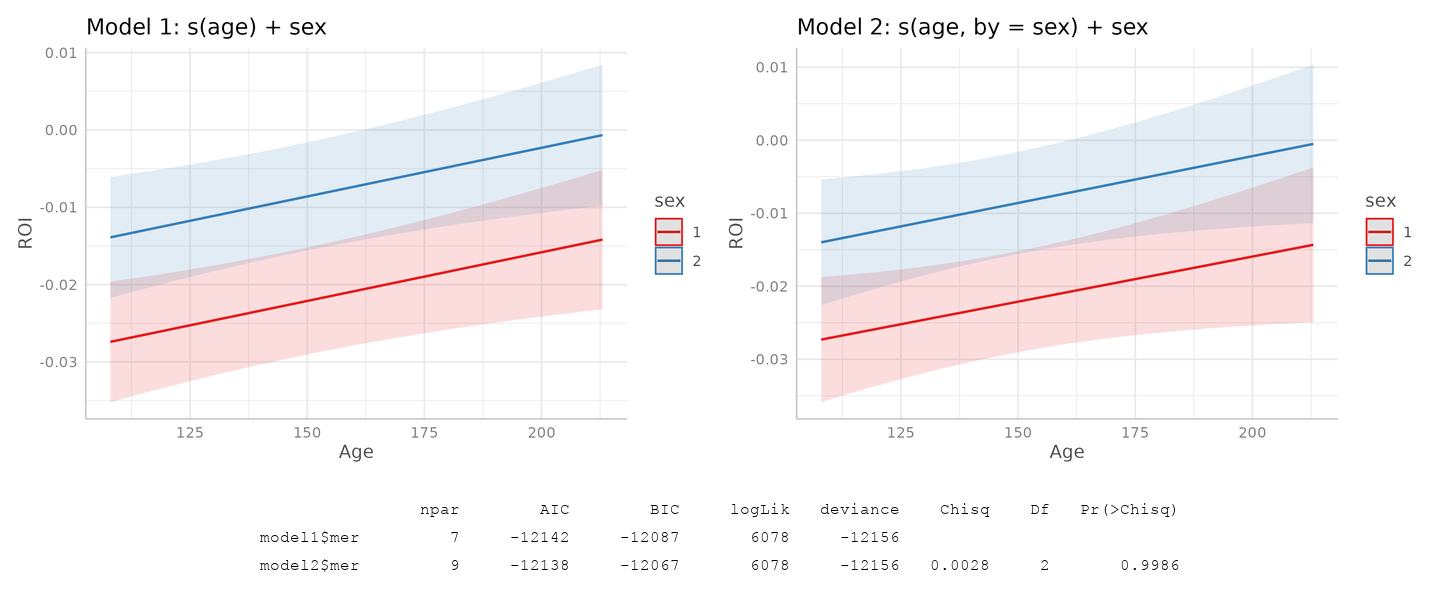 Model 1: s(age) + sex
0.01
0.00
-0.01
-0.02
-0.03
ROI
125 150 175 200
Age
sex
1
2
Model 2: s(age, by = sex) + sex
0.01
0.00
-0.01
-0.02
-0.03
ROI
125 150 175 200
Age
sex
1
2
npar AIC BIC logLik deviance Chisq Df Pr(>Chisq)
model1$mer 7 -12142 -12087 6078 -12156
model2$mer 9 -12138 -12067 6078 -12156 0.0028 2 0.9986